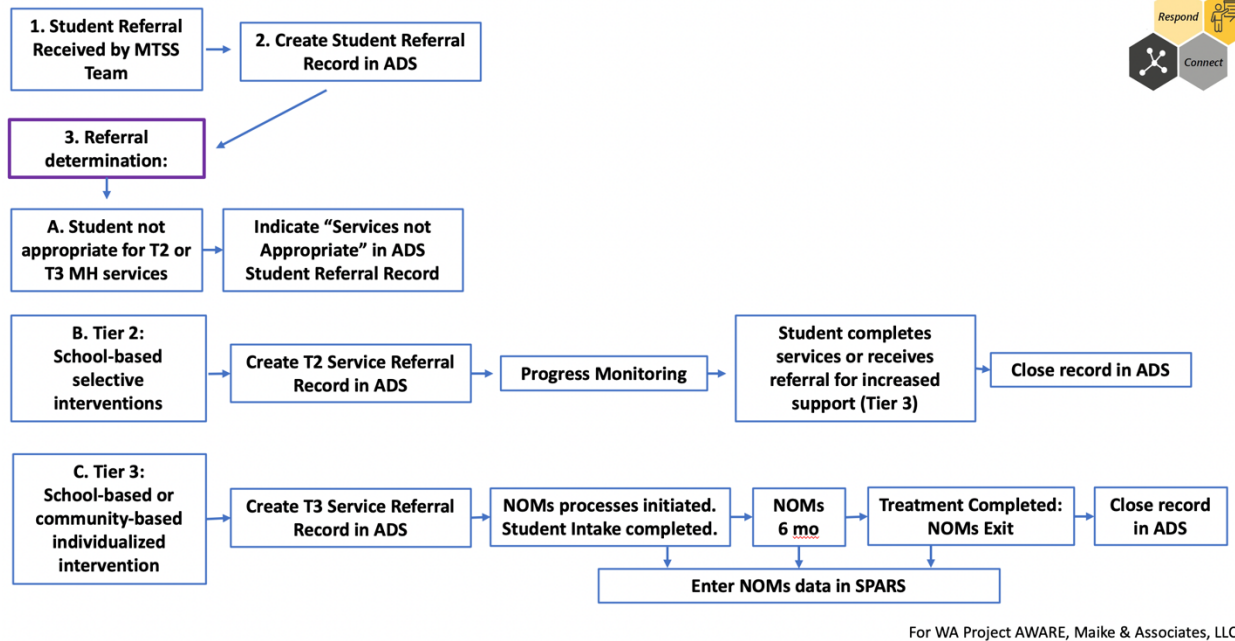 1. Student Referral
Received by MTSS
Team
2. Create Student Referral
Record in ADS
Respond
Connect
3. Referral
determination:
A. Student not
appropriate for T2 or
T3 MH services
Indicate “Services not
Appropriate” in ADS
Student Referral Record
B. Tier 2:
School-based
selective
interventions
Create T2 Service Referral
Record in ADS
Progress Monitoring
Student completes
services or receives
referral for increased
support (Tier 3)
Close record in ADS
C. Tier 3:
School-based or
community-based
individualized
intervention
Create T3 Service Referral
Record in ADS
NOMs processes initiated.
Student Intake completed.
NOMs
6 mo
Treatment Completed:
NOMs Exit
Close record
in ADS
Enter NOMs data in SPARS
For WA Project AWARE, Maike & Associates, LLC